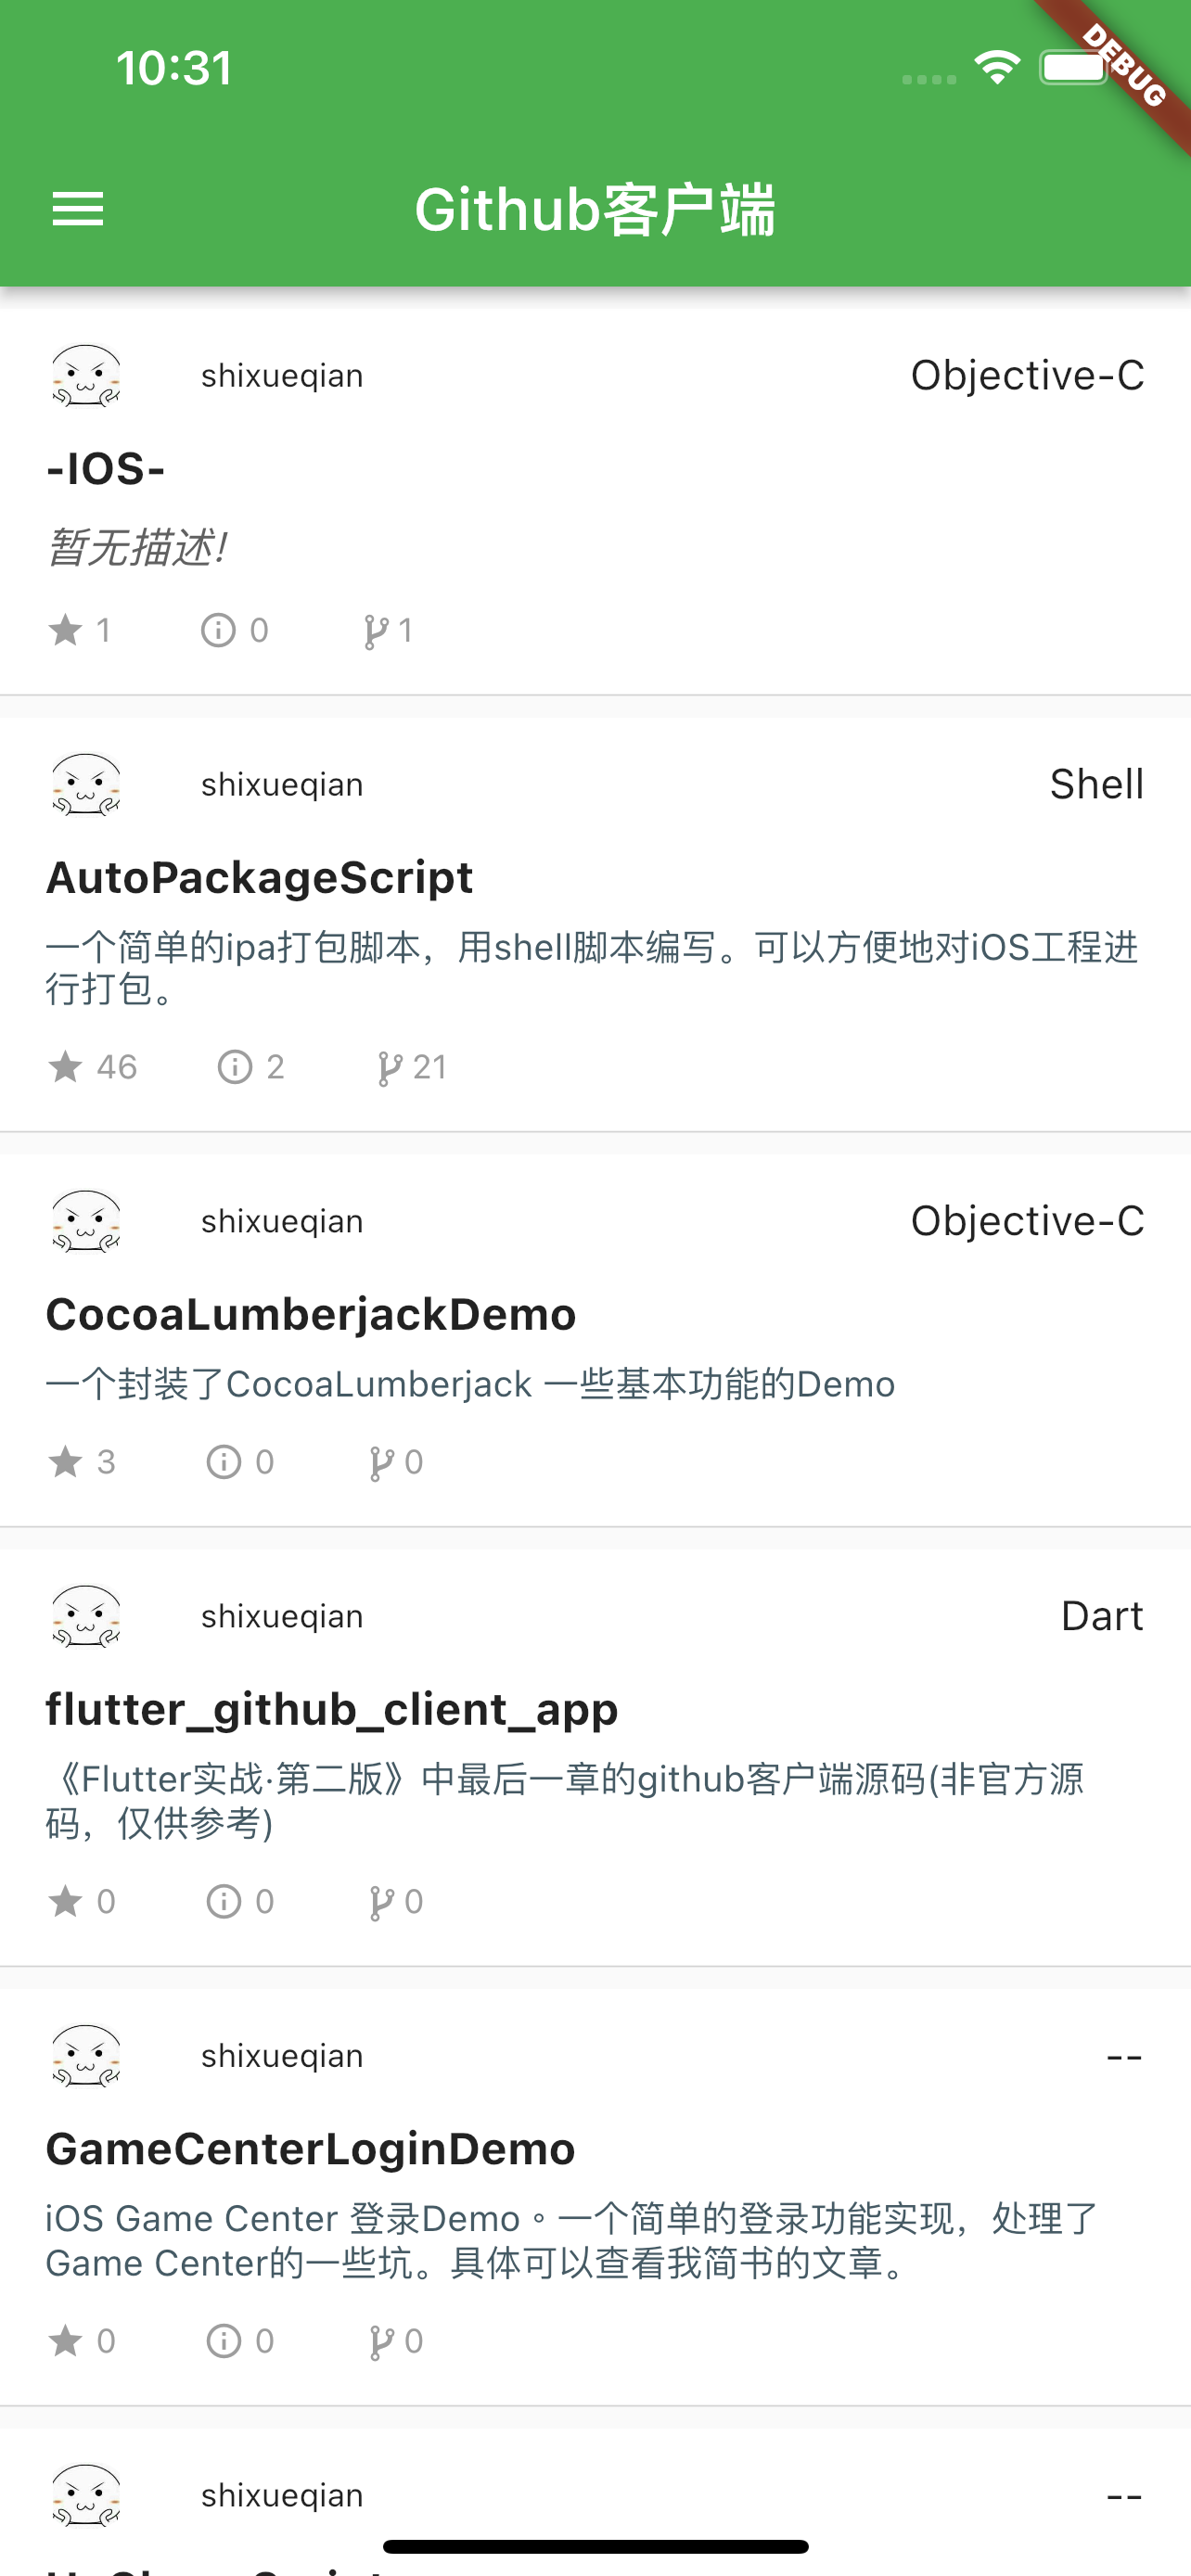 10:31
DEBUG
Github客户端
shixueqian
Objective-C
-IOS-
暂无描述!
1 0 1
shixueqian
Shell
AutoPackageScript
一个简单的ipa打包脚本，用shell脚本编写。可以方便地对iOS工程进
行打包。
46 2 21
shixueqian
Objective-C
CocoaLumberjackDemo
一个封装了CocoaLumberjack 一些基本功能的Demo
3 0 0
shixueqian
Dart
flutter_github_client_app
《Flutter实战·第二版》中最后一章的github客户端源码(非官方源
码，仅供参考)
0 0 0
shixueqian
--
GameCenterLoginDemo
iOS Game Center 登录Demo。一个简单的登录功能实现，处理了
Game Center的一些坑。具体可以查看我简书的文章。
0 0 0
shixueqian
--